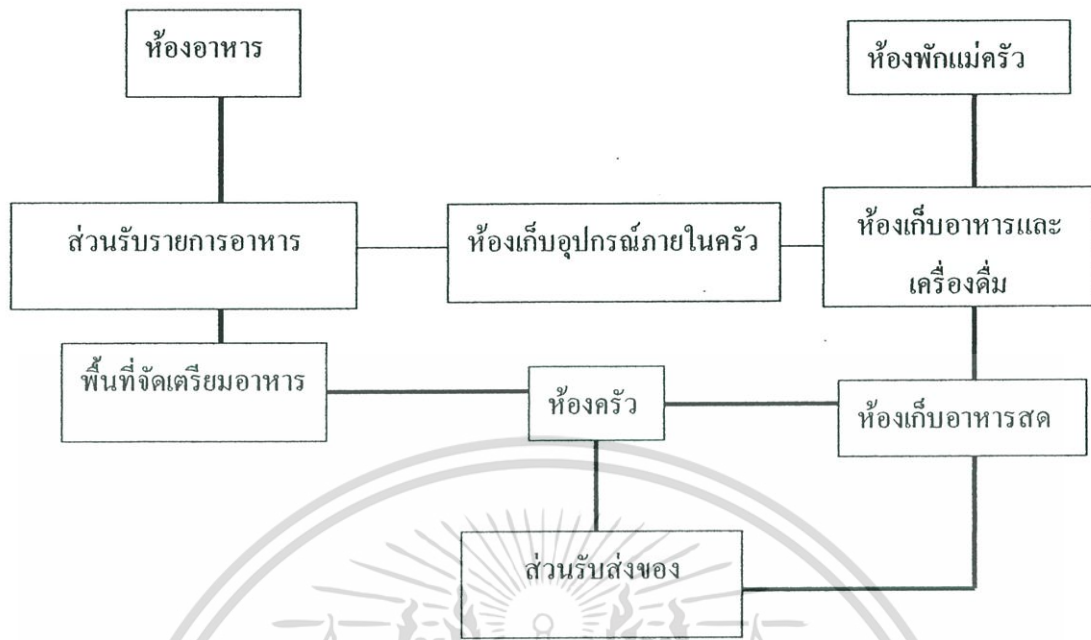 ห้องอาหาร
ห้องพักแม่ครัว
ส่วนรับรายการอาหาร
ห้องเก็บอุปกรณ์ภายในครัว
ห้องเก็บอาหารและ
เครื่องดื่ม
พื้นที่จัดเตรียมอาหาร
ห้องครัว
ห้องเก็บอาหารสด
ส่วนรับส่งของ